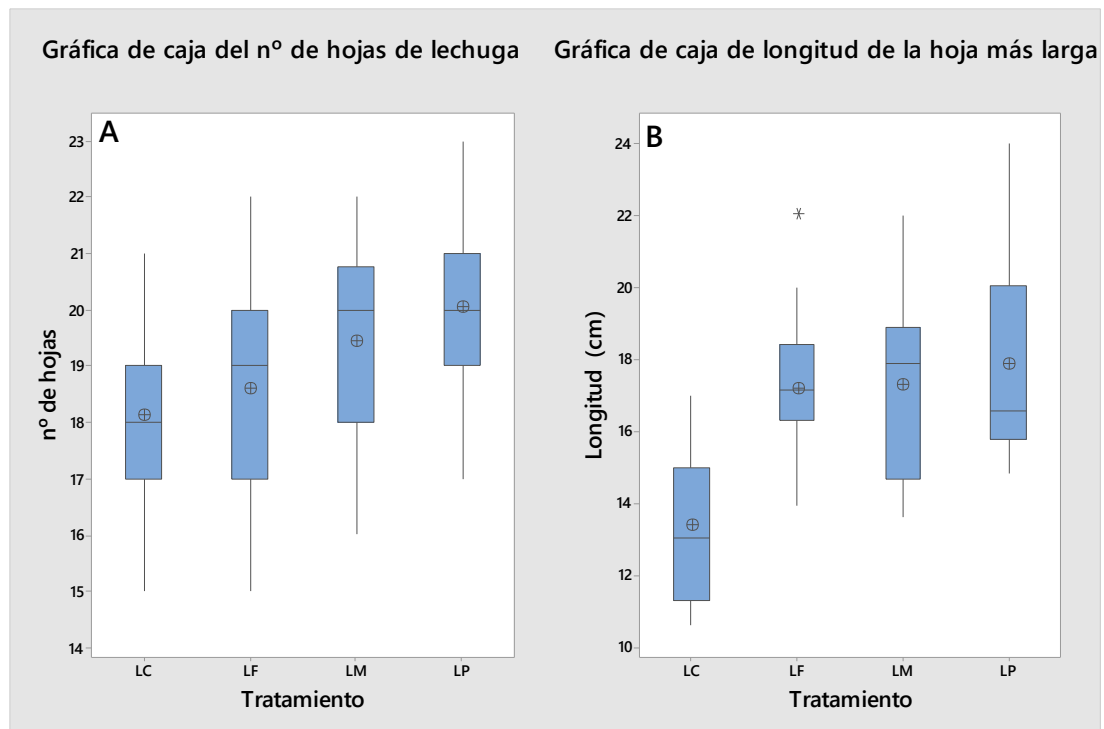 Gráfica de caja del nº de hojas de lechuga
A
nº de hojas
23
22
21
20
19
18
17
16
15
14
LC LF LM LP
Tratamiento
Gráfica de caja de longitud de la hoja más larga
B
Longitud (cm)
24
22
20
18
16
14
12
10
LC LF LM LP
Tratamiento